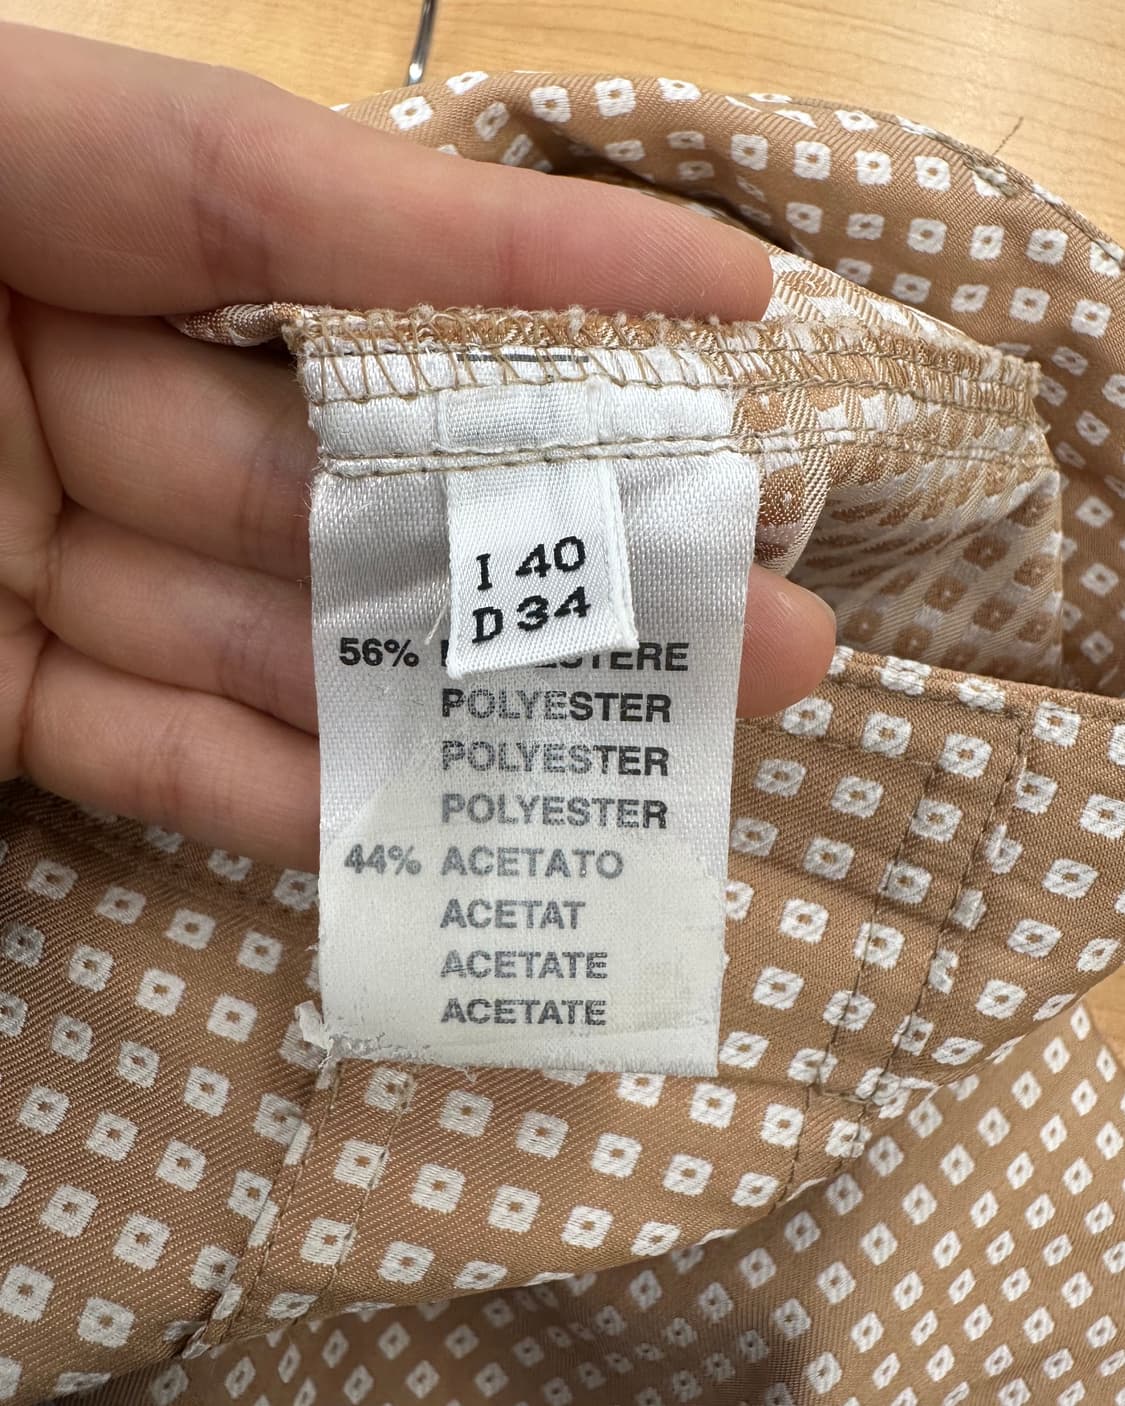 I 40
D 34
56%
POLYESTER
POLYESTER
POLYESTER
44% ACETATO
ACETAT
ACETATE
ACETATE